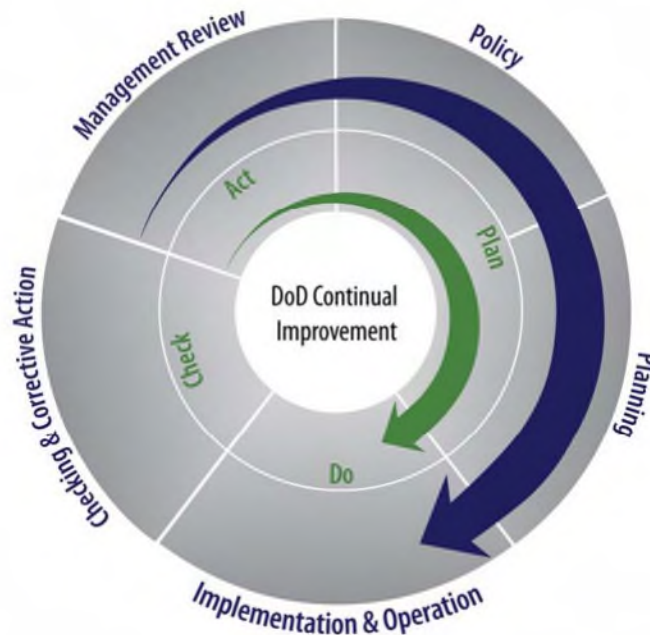 Management Review
Policy
Act
Plan
DoD Continual
Improvement
Check
Planning
Checking & Corrective Action
Do
Implementation & Operation